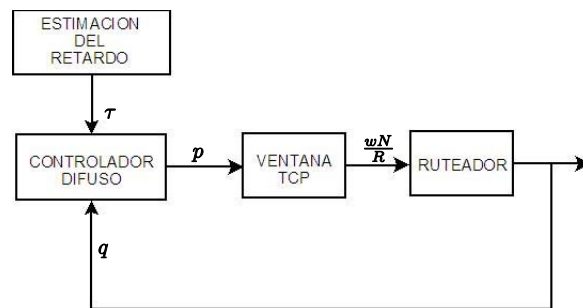 ESTIMACION
DEL
RETARDO
τ
CONTROLADOR
DIFUSO
p
VENTANA
TCP
wN
R
RUTEADOR
q